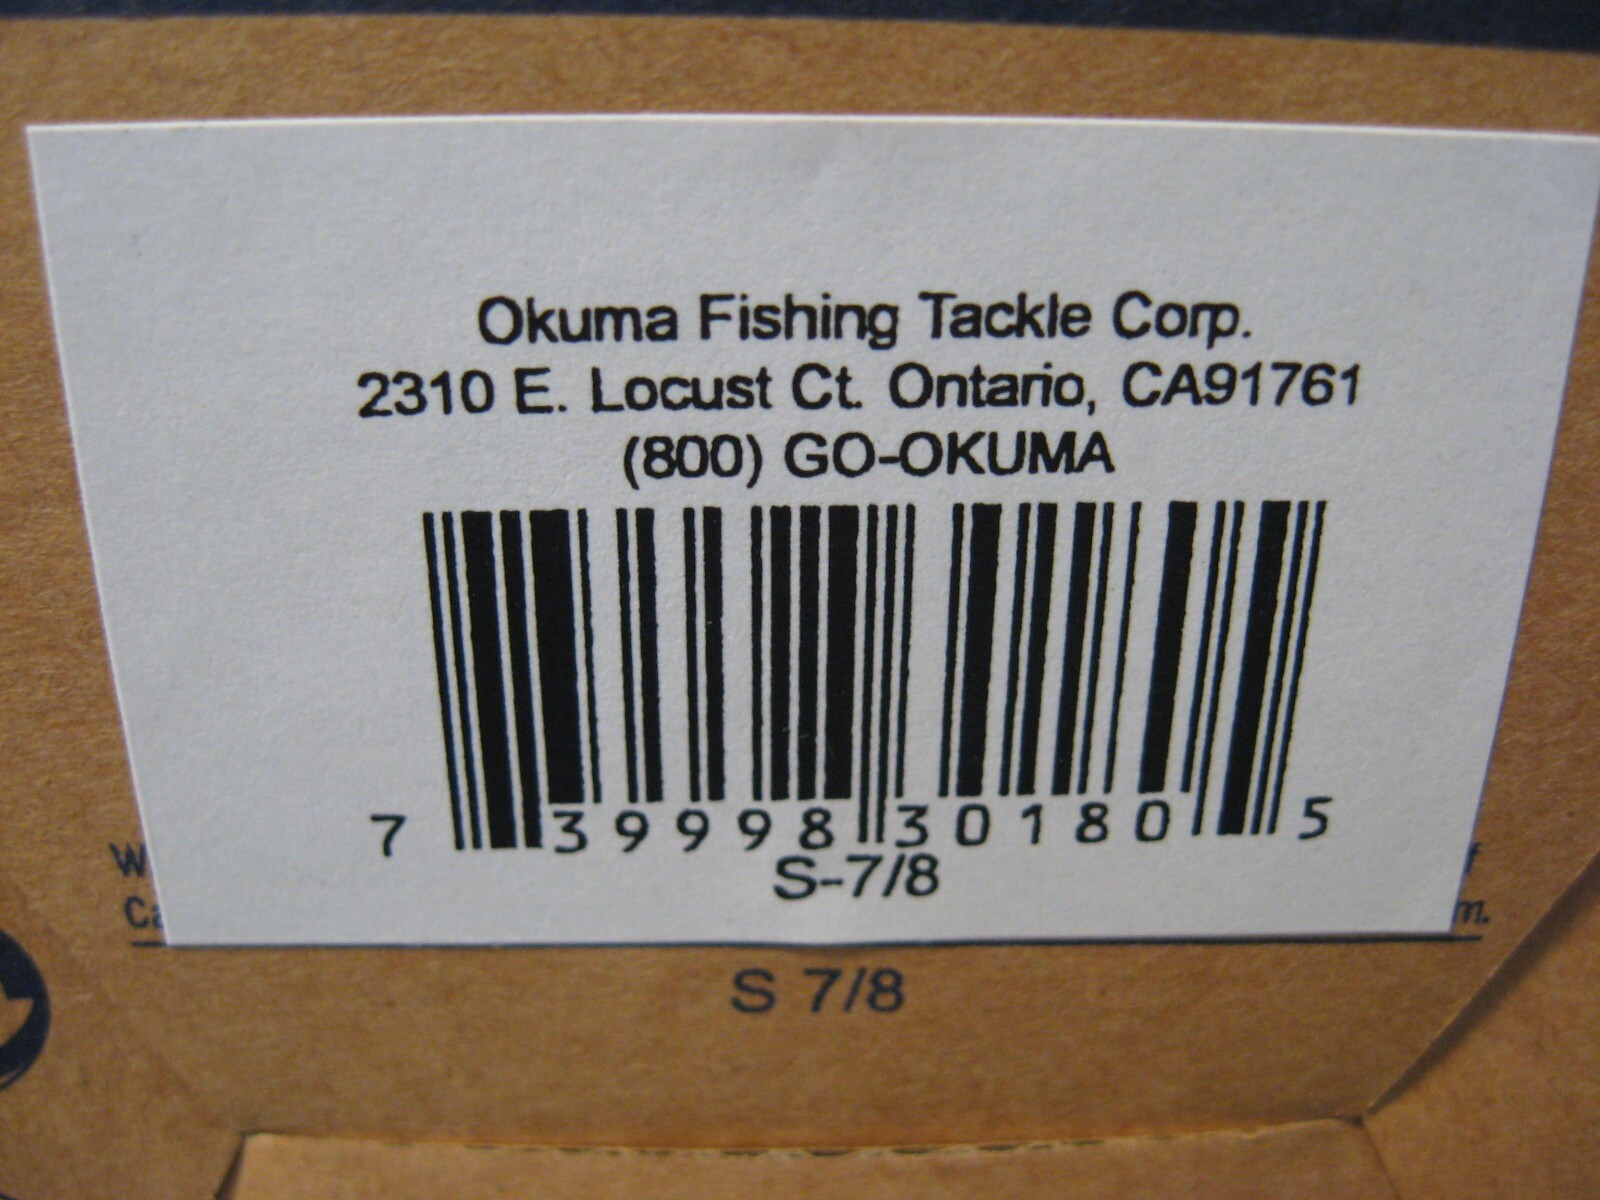 Okuma Fishing Tackle Corp.
2310 E. Locust Ct. Ontario, CA91761
(800) GO-OKUMA
7 39998 30180 5
S-7/8
S 7/8